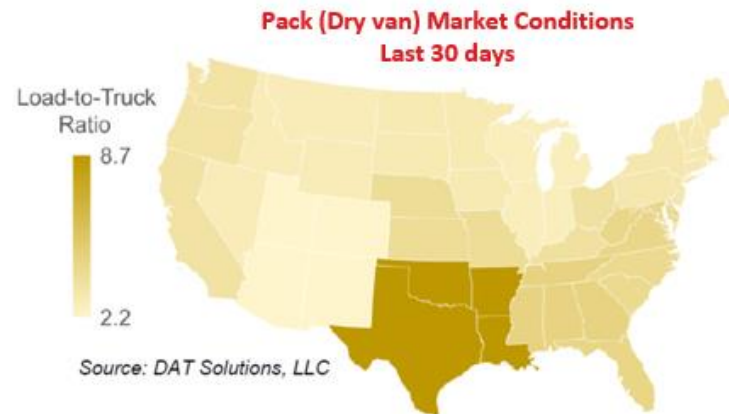 Pack (Dry van) Market Conditions
Last 30 days
Load-to-Truck
Ratio
8.7
2.2
Source: DAT Solutions, LLC